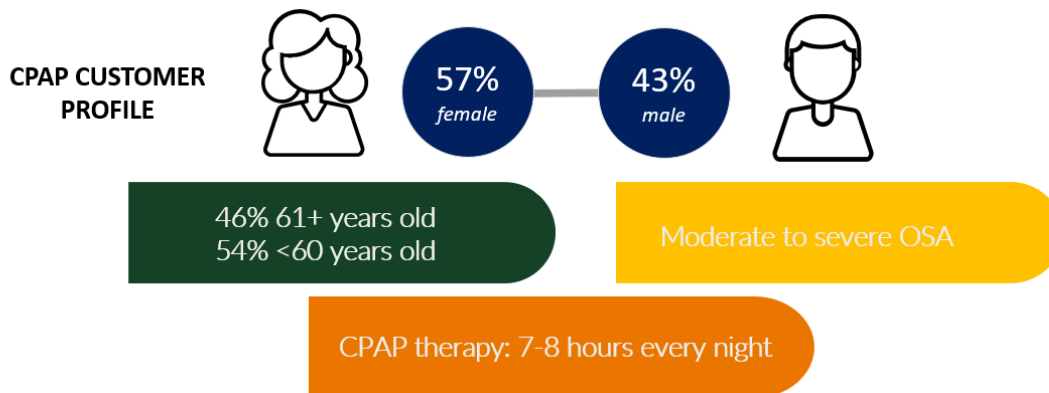 CPAP CUSTOMER
PROFILE
57%
female
43%
male
46% 61+ years old
54% <60 years old
Moderate to severe OSA
CPAP therapy: 7-8 hours every night